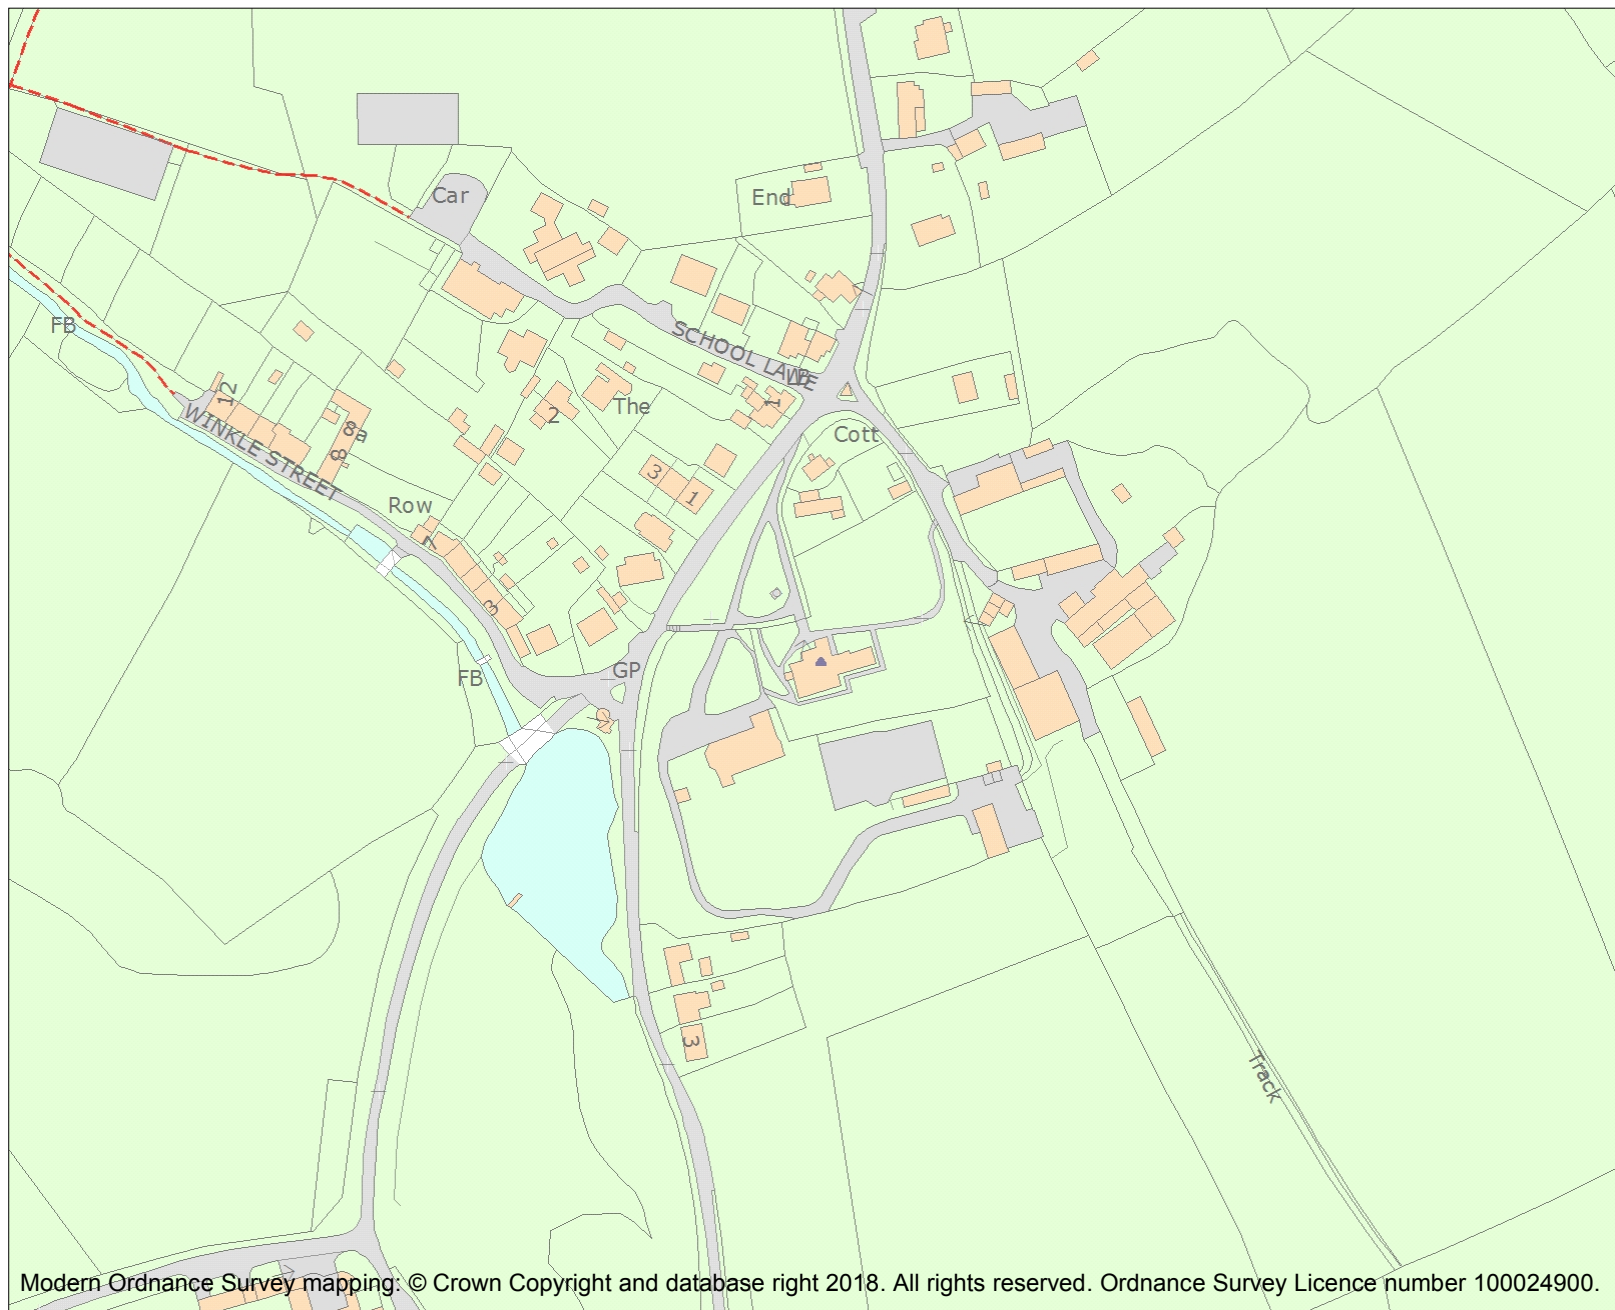 Car
End
FB
SCHOOL LANE
LB
12
8a
8
WINKLE STREET
The
2
1
Cott
3
1
Row
7
3
FB
GP
3
Track
Modern Ordnance Survey mapping: © Crown Copyright and database right 2018. All rights reserved. Ordnance Survey Licence number 100024900.